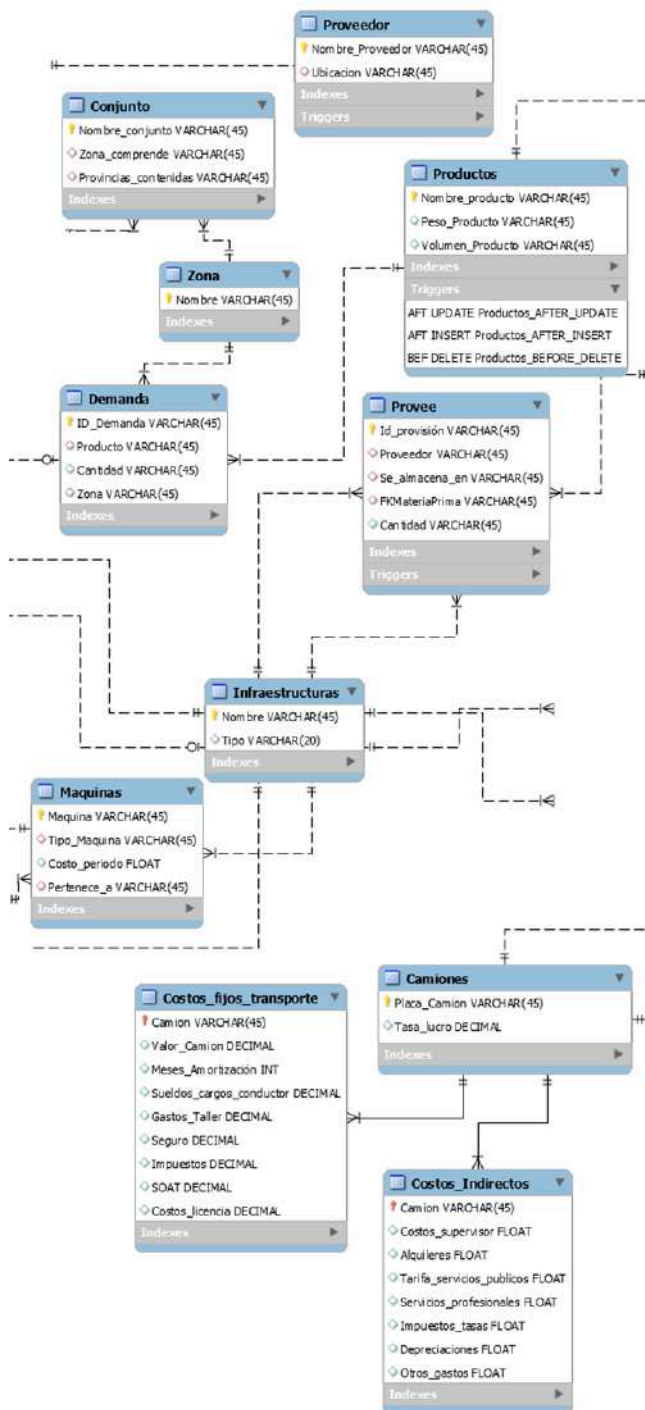 Proveedor
Nombre_Proveedor VARCHAR(45)
Ubicacion VARCHAR(45)
Indexes
Triggers
Conjunto
Nombre_conjunto VARCHAR(45)
Zona_comprende VARCHAR(45)
Provincias_contenidas VARCHAR(45)
Indexes
Productos
Nombre_producto VARCHAR(45)
Peso_Producto VARCHAR(45)
Volumen_Producto VARCHAR(45)
Indexes
Triggers
AFT UPDATE Productos_AFTER_UPDATE
AFT INSERT Productos_AFTER_INSERT
BEF DELETE Productos_BEFORE_DELETE
Zona
Nombre VARCHAR(45)
Indexes
Demanda
ID_Demanda VARCHAR(45)
Producto VARCHAR(45)
Cantidad VARCHAR(45)
Zona VARCHAR(45)
Indexes
Provee
Id_provisión VARCHAR(45)
Proveedor VARCHAR(45)
Se_almacena_en VARCHAR(45)
FKMateriaPrima VARCHAR(45)
Cantidad VARCHAR(45)
Indexes
Triggers
Infraestructuras
Nombre VARCHAR(45)
Tipo VARCHAR(20)
Indexes
Maquinas
Maquina VARCHAR(45)
Tipo_Maquina VARCHAR(45)
Costo_periodo FLOAT
Pertenece_a VARCHAR(45)
Indexes
Camiones
Placa_Camion VARCHAR(45)
Tasa_lucro DECIMAL
Indexes
Costos_fijos_transporte
Camion VARCHAR(45)
Valor_Camion DECIMAL
Meses_Amortización INT
Sueldos_cargos_conductor DECIMAL
Gastos_Taller DECIMAL
Seguro DECIMAL
Impuestos DECIMAL
SOAT DECIMAL
Costos_licencia DECIMAL
Indexes
Costos_Indirectos
Camion VARCHAR(45)
Costos_supervisor FLOAT
Alquileres FLOAT
Tarifa_servicios_publicos FLOAT
Servicios_profesionales FLOAT
Impuestos_tasas FLOAT
Depreciaciones FLOAT
Otros_gastos FLOAT
Indexes